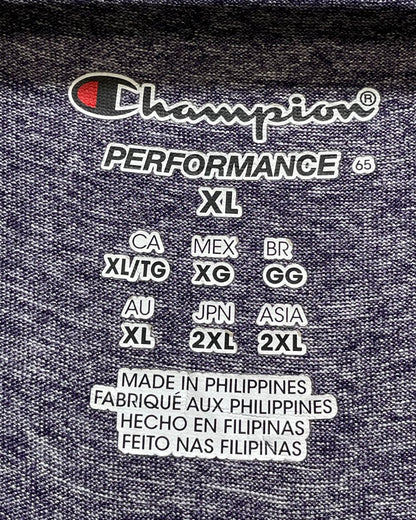 Champion®
PERFORMANCE 65
XL
CA MEX BR
XL/TG XG GG
AU JPN ASIA
XL 2XL 2XL
MADE IN PHILIPPINES
FABRIQUÉ AUX PHILIPPINES
HECHO EN FILIPINAS
FEITO NAS FILIPINAS